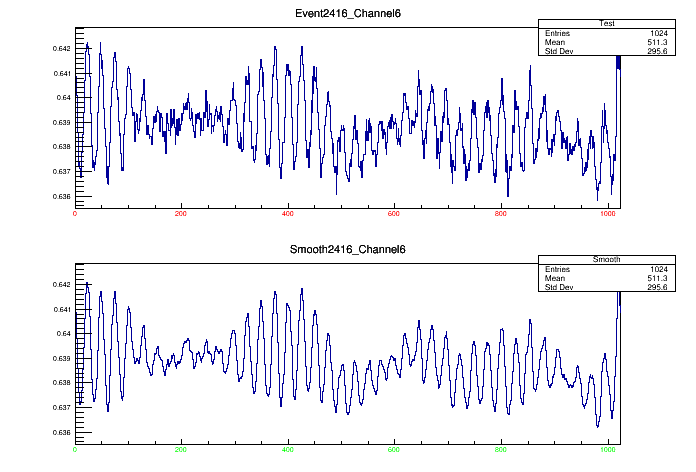 Event2416_Channel6
Test
Entries 1024
Mean 511.3
Std Dev 295.6
0.642
0.641
0.64
0.639
0.638
0.637
0.636
0 200 400 600 800 1000
Smooth2416_Channel6
Smooth
Entries 1024
Mean 511.3
Std Dev 295.6
0.642
0.641
0.64
0.639
0.638
0.637
0.636
0 200 400 600 800 1000